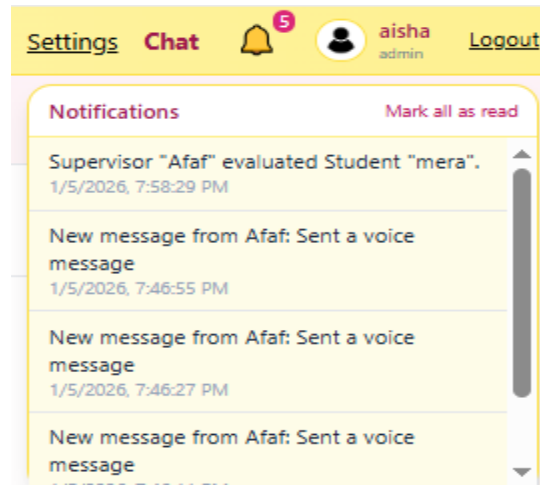 Settings Chat 5 aisha Logout
admin
Notifications Mark all as read
Supervisor "Afaf" evaluated Student "mera".
1/5/2026, 7:58:29 PM
New message from Afaf: Sent a voice
message
1/5/2026, 7:46:55 PM
New message from Afaf: Sent a voice
message
1/5/2026, 7:46:27 PM
New message from Afaf: Sent a voice
message